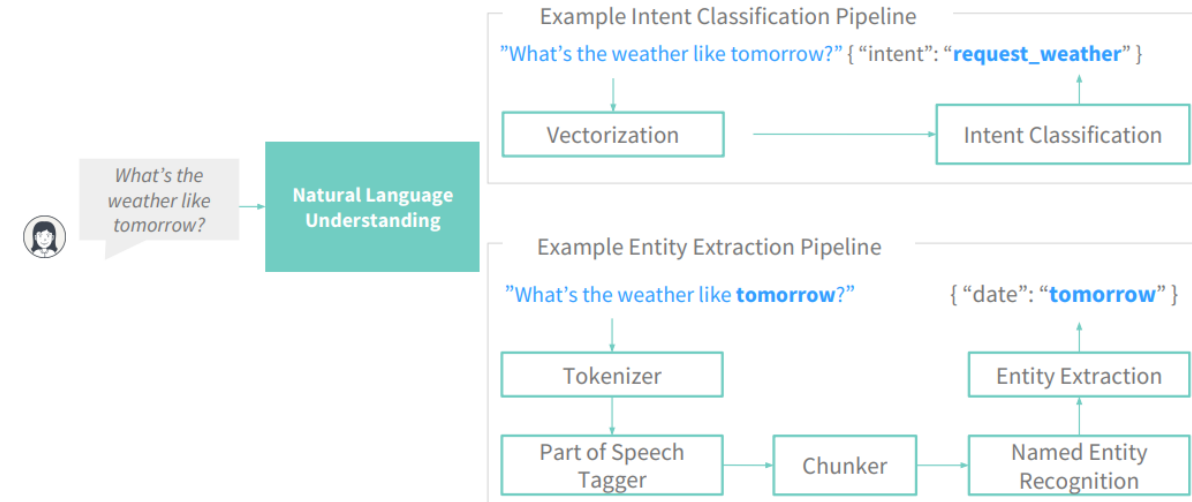 Example Intent Classification Pipeline
”What’s the weather like tomorrow?” { “intent”: “request_weather” }
Vectorization
Intent Classification
What’s the
weather like
tomorrow?
Natural Language
Understanding
Example Entity Extraction Pipeline
”What’s the weather like tomorrow?”
{ “date”: “tomorrow” }
Tokenizer
Entity Extraction
Part of Speech
Tagger
Chunker
Named Entity
Recognition